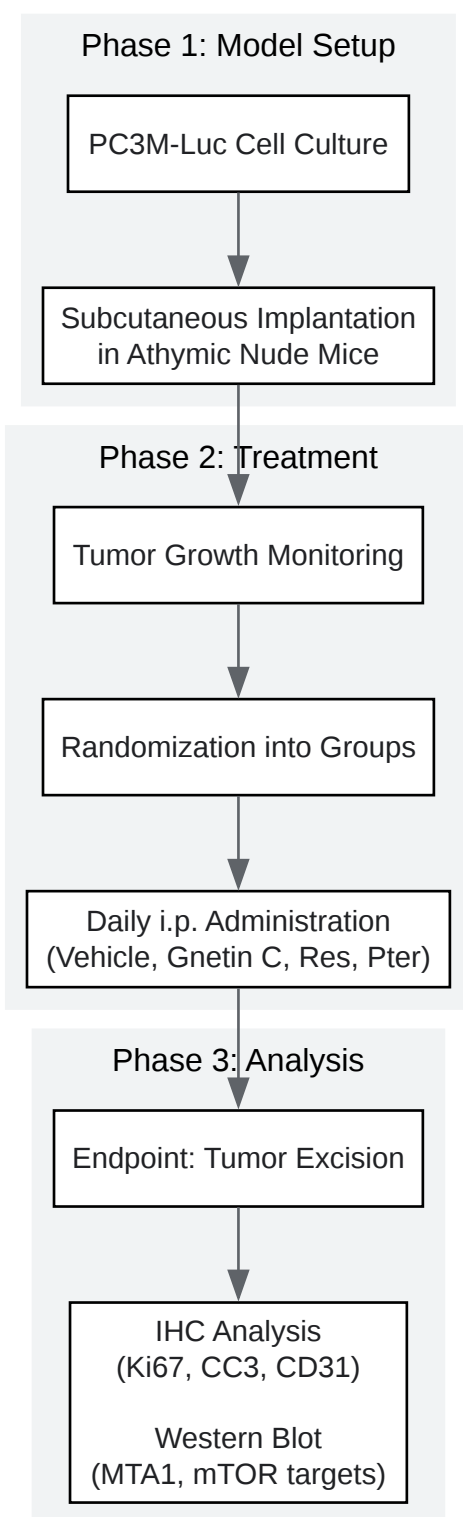 Phase 1: Model Setup
PC3M-Luc Cell Culture
Subcutaneous Implantation
in Athymic Nude Mice
Phase 2: Treatment
Tumor Growth Monitoring
Randomization into Groups
Daily i.p. Administration
(Vehicle, Gnetin C, Res, Pter)
Phase 3: Analysis
Endpoint: Tumor Excision
IHC Analysis
(Ki67, CC3, CD31)
Western Blot
(MTA1, mTOR targets)